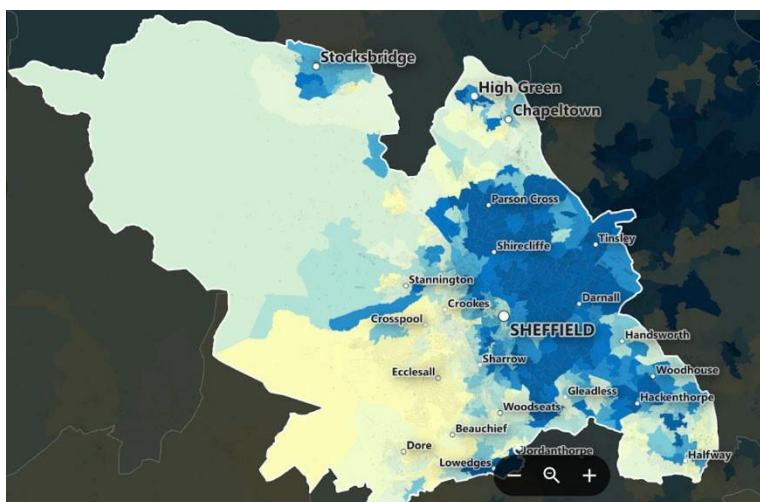 Stocksbridge
High Green
Chapeltown
Parson Cross
Shirecliffe
Tinsley
Stannington
Crookes
Darnall
Crosspool
SHEFFIELD
Handsworth
Sharrow
Ecclesall
Woodhouse
Gleadless
Hackenthorpe
Woodseats
Beauchief
Dore
Jordanthorpe
Lowedges
Halfway